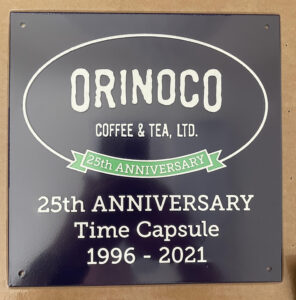 ORINOCO
COFFEE & TEA, LTD.
25th ANNIVERSARY
25th ANNIVERSARY
Time Capsule
1996 - 2021